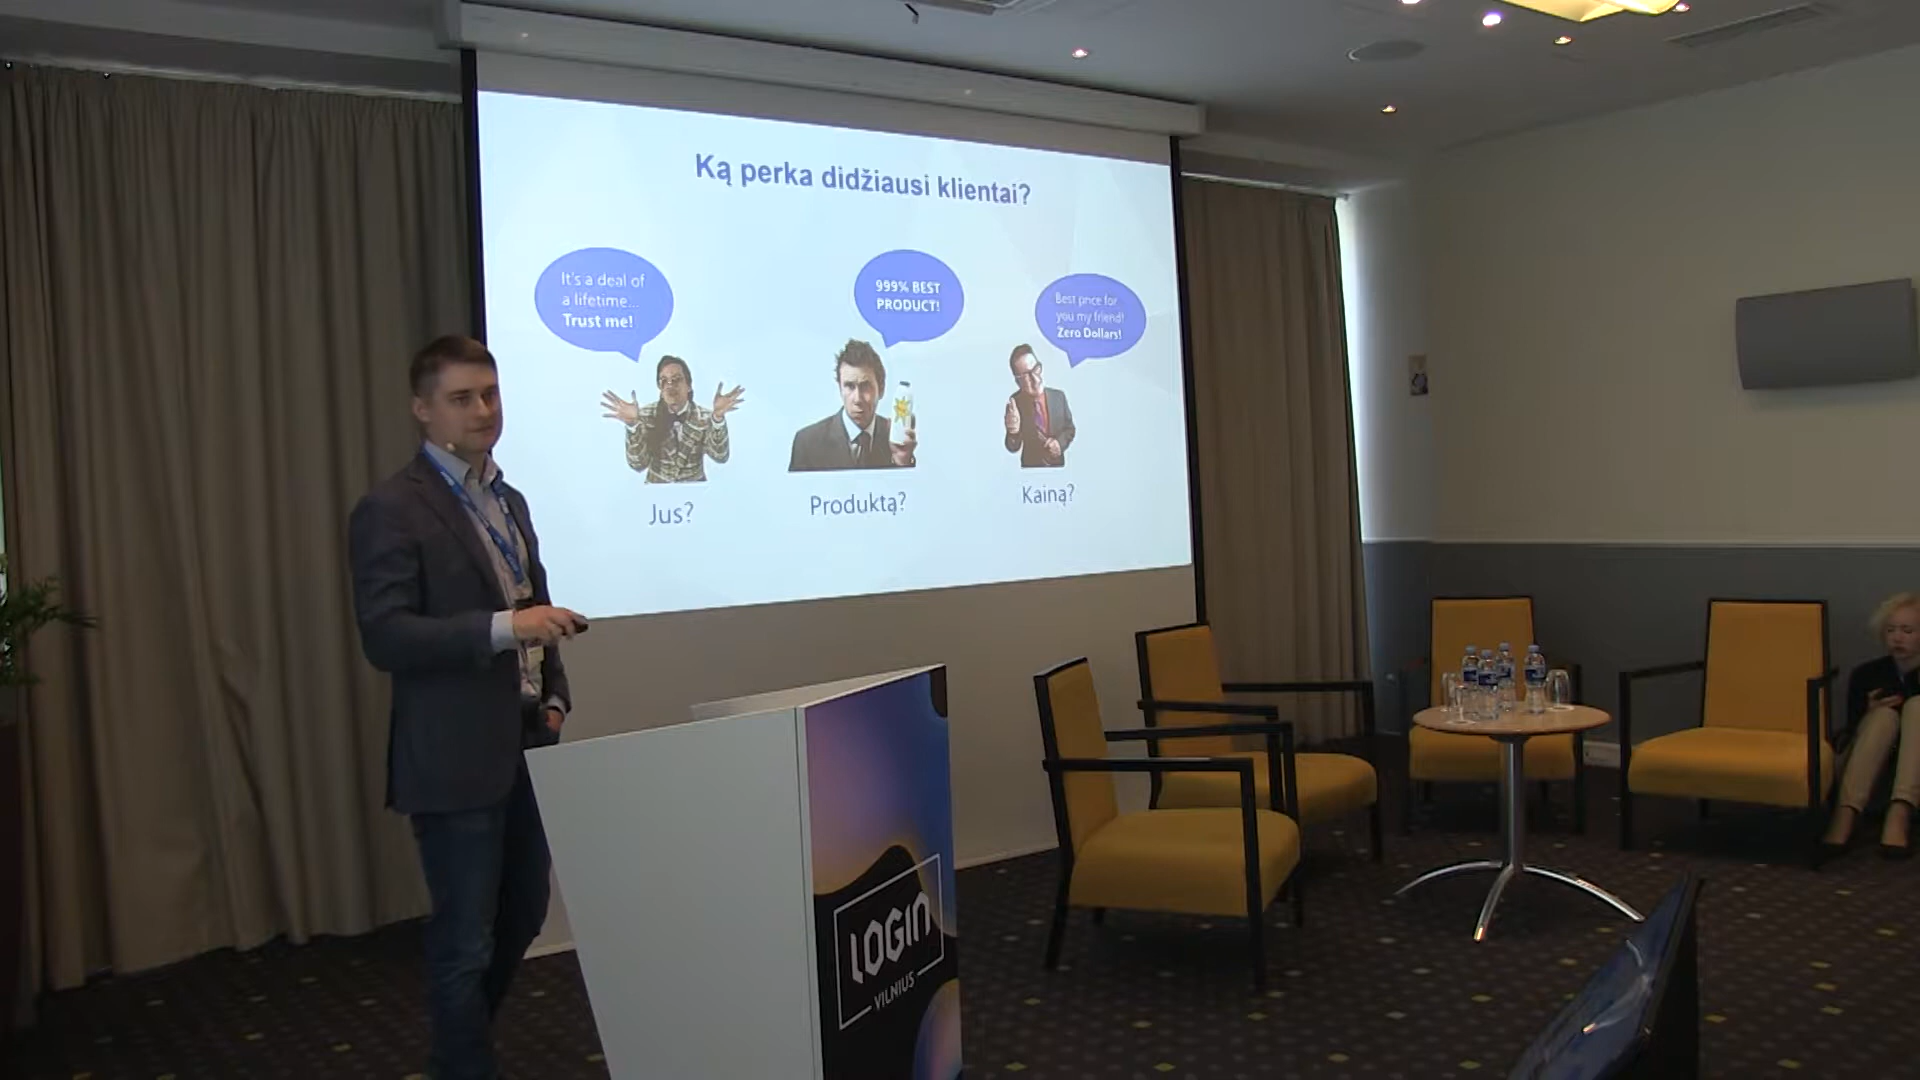 Ką perka didžiausi klientai?
It's a deal of
a lifetime...
Trust me!
999% BEST
PRODUCT!
Best price for
you my friend!
Zero Dollars!
Jus?
Produktą?
Kainą?
LOGIN
VILNIUS